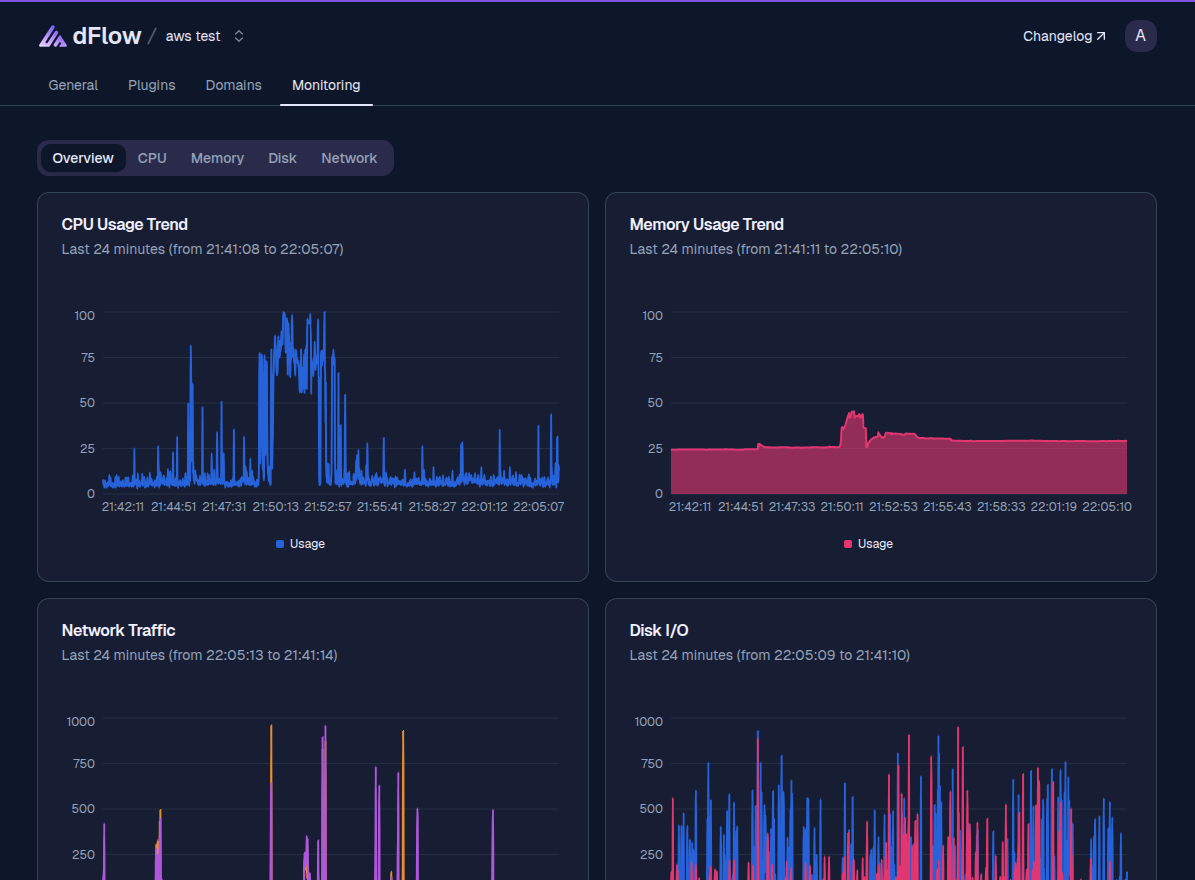 dFlow / aws test
Changelog
A
General Plugins Domains Monitoring
Overview CPU Memory Disk Network
CPU Usage Trend
Last 24 minutes (from 21:41:08 to 22:05:07)
100
75
50
25
0
21:42:11 21:44:51 21:47:31 21:50:13 21:52:57 21:55:41 21:58:27 22:01:12 22:05:07
Usage
Memory Usage Trend
Last 24 minutes (from 21:41:11 to 22:05:10)
100
75
50
25
0
21:42:11 21:44:51 21:47:33 21:50:11 21:52:53 21:55:43 21:58:33 22:01:19 22:05:10
Usage
Network Traffic
Last 24 minutes (from 22:05:13 to 21:41:14)
1000
750
500
250
Disk I/O
Last 24 minutes (from 22:05:09 to 21:41:10)
1000
750
500
250